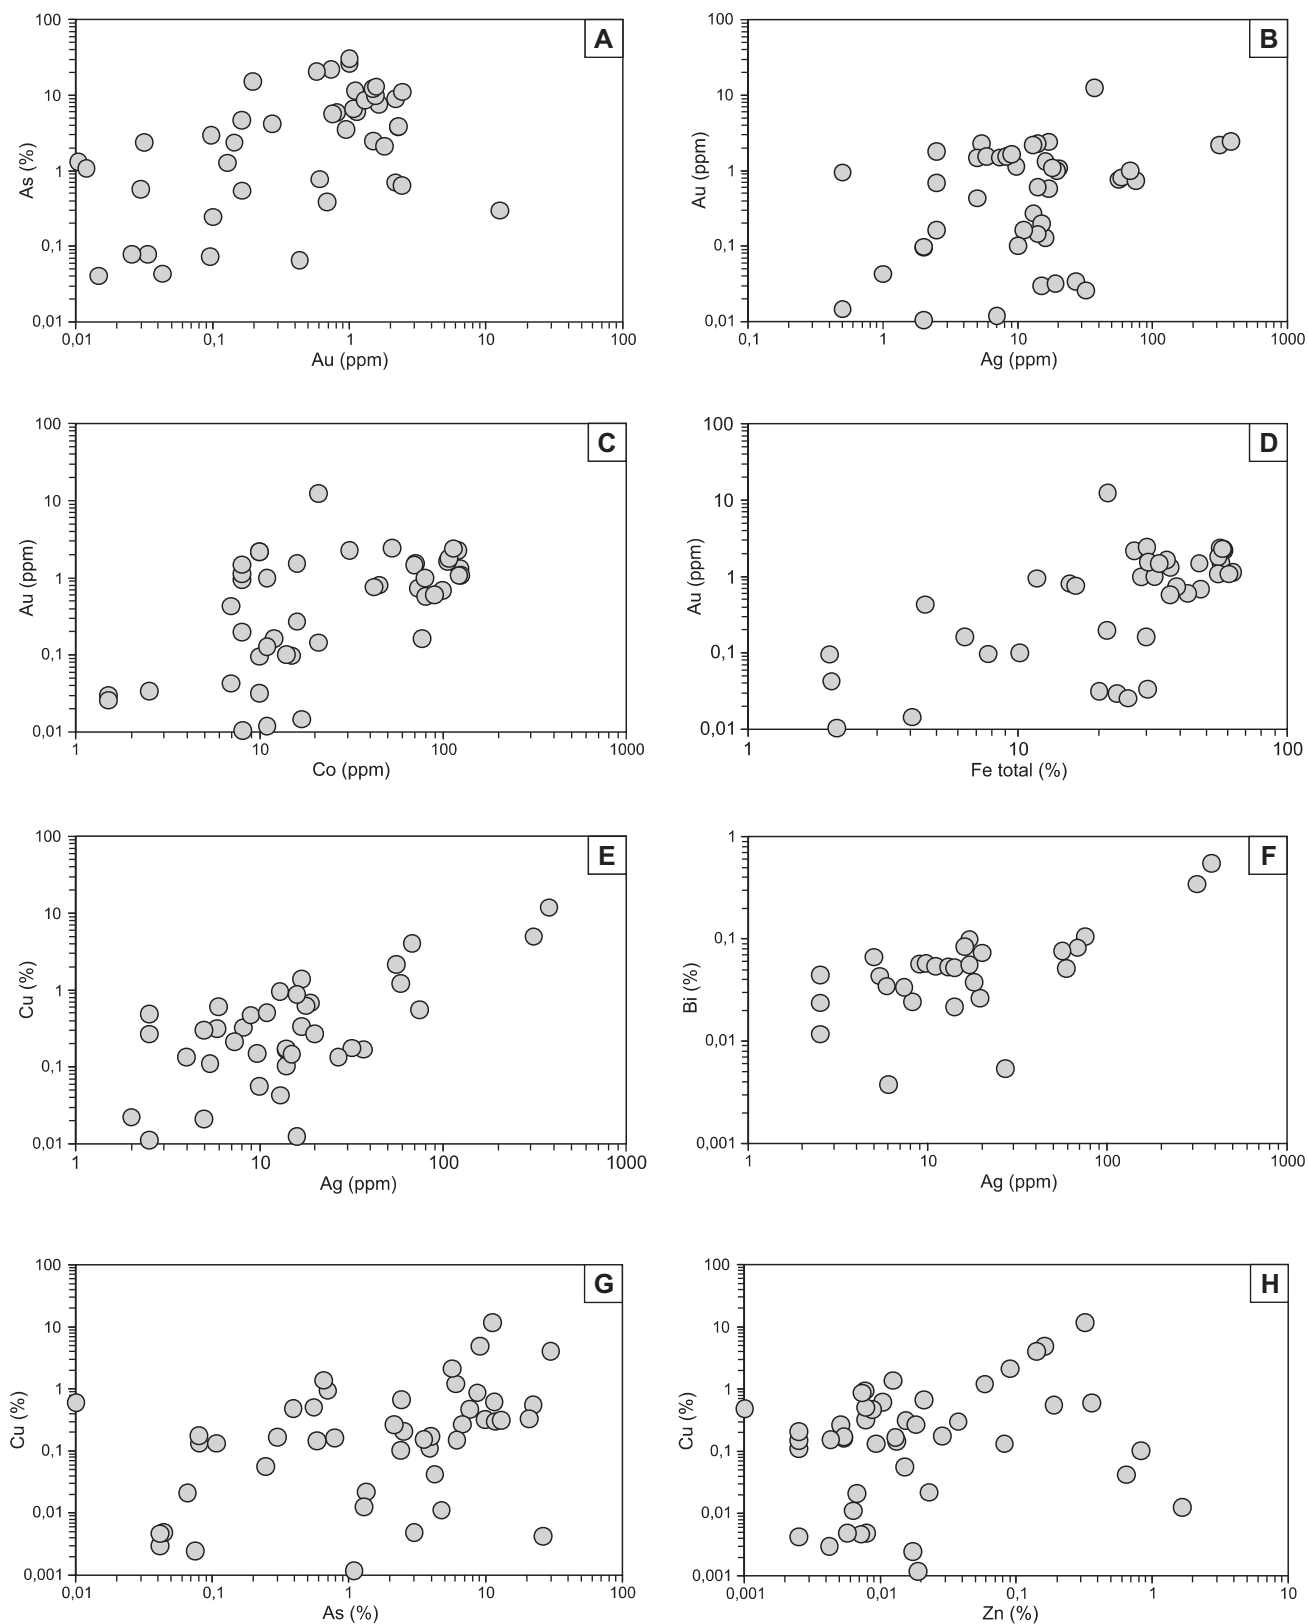 A
As (%)
100
10
1
0,1
0,01
0,01 0,1 1 10 100
Au (ppm)
B
Au (ppm)
100
10
1
0,1
0,01
0,1 1 10 100 1000
Ag (ppm)
C
Au (ppm)
100
10
1
0,1
0,01
1 10 100 1000
Co (ppm)
D
Au (ppm)
100
10
1
0,1
0,01
1 10 100
Fe total (%)
E
Cu (%)
100
10
1
0,1
0,01
1 10 100 1000
Ag (ppm)
F
Bi (%)
1
0,1
0,01
0,001
1 10 100 1000
Ag (ppm)
G
Cu (%)
100
10
1
0,1
0,01
0,001
0,01 0,1 1 10 100
As (%)
H
Cu (%)
100
10
1
0,1
0,01
0,001
0,001 0,01 0,1 1 10
Zn (%)